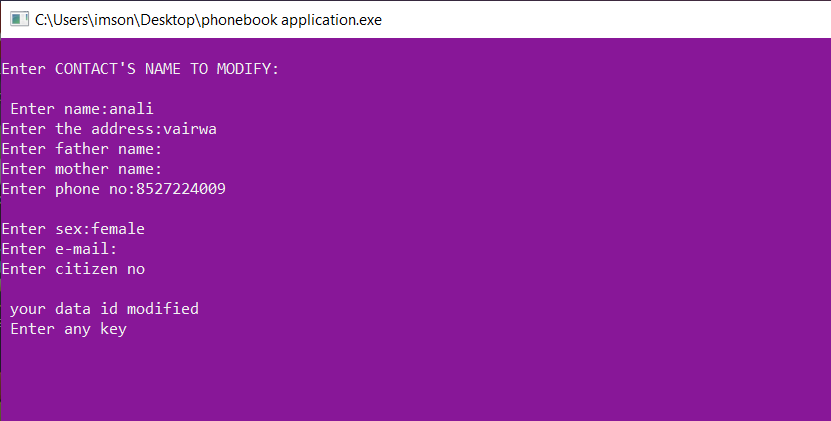 C:\Users\imson\Desktop\phonebook application.exe
Enter CONTACT'S NAME TO MODIFY:
Enter name:anali
Enter the address:vairwa
Enter father name:
Enter mother name:
Enter phone no:8527224009
Enter sex:female
Enter e-mail:
Enter citizen no
your data id modified
Enter any key